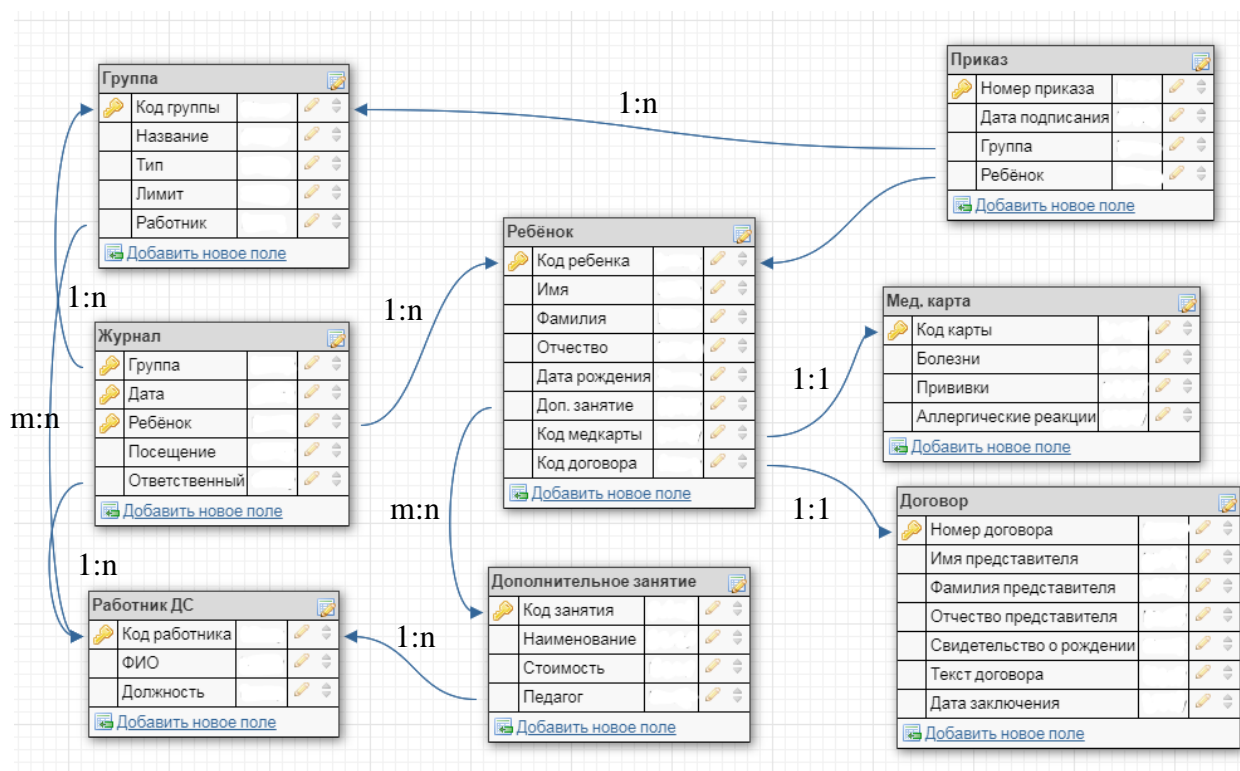 Группа
Код группы
Название
Тип
Лимит
Работник
Добавить новое поле
1:n
Приказ
Номер приказа
Дата подписания
Группа
Ребёнок
Добавить новое поле
1:n
Журнал
Группа
Дата
Ребёнок
Посещение
Ответственный
Добавить новое поле
m:n
1:n
1:n
Ребёнок
Код ребенка
Имя
Фамилия
Отчество
Дата рождения
Доп. занятие
Код медкарты
Код договора
Добавить новое поле
1:1
Мед. карта
Код карты
Болезни
Прививки
Аллергические реакции
Добавить новое поле
1:1
Договор
Номер договора
Имя представителя
Фамилия представителя
Отчество представителя
Свидетельство о рождении
Текст договора
Дата заключения
Добавить новое поле
m:n
Работник ДС
Код работника
ФИО
Должность
Добавить новое поле
1:n
Дополнительное занятие
Код занятия
Наименование
Стоимость
Педагог
Добавить новое поле